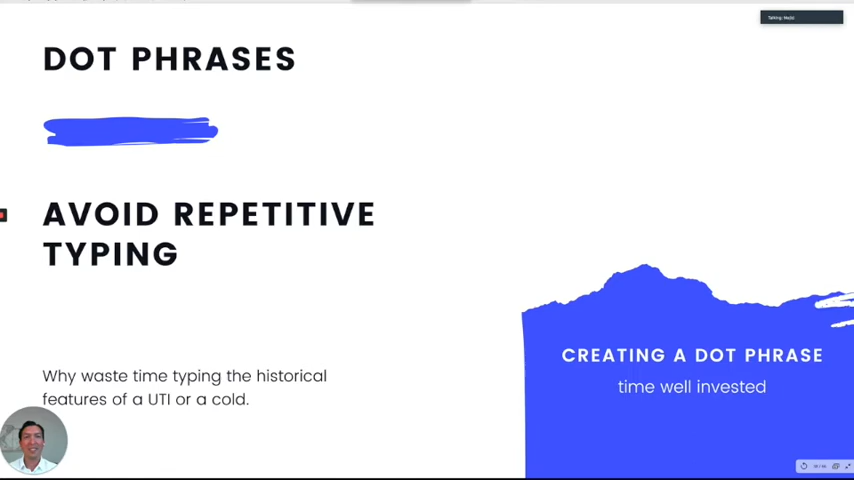 DOT PHRASES
AVOID REPETITIVE
TYPING
Why waste time typing the historical
features of a UTI or a cold.
CREATING A DOT PHRASE
time well invested
Talking: